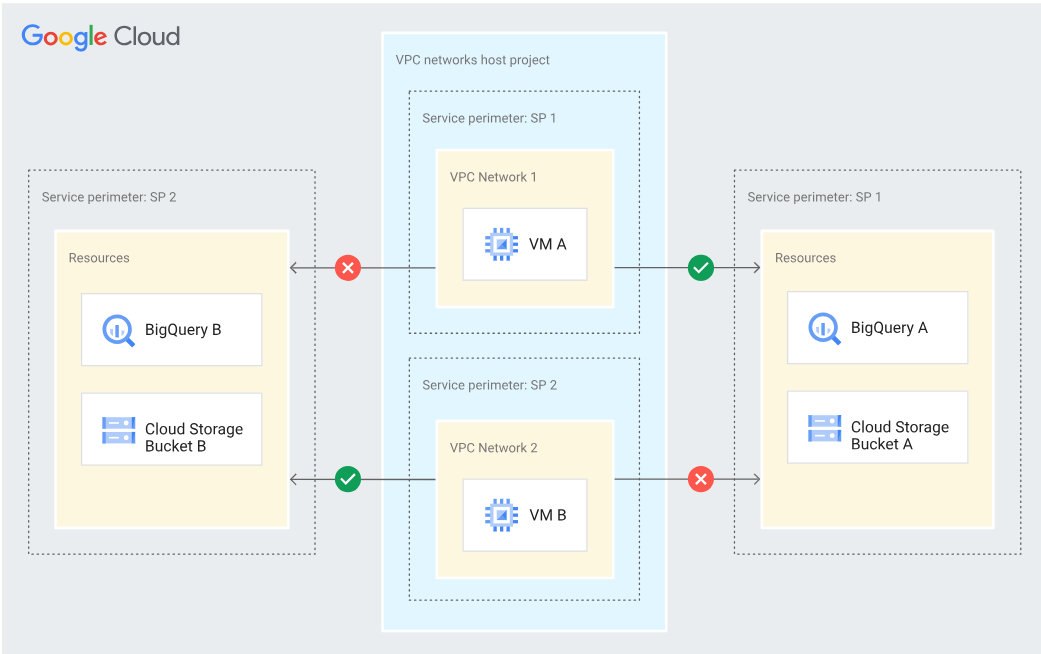 Google Cloud
VPC networks host project
Service perimeter: SP 1
VPC Network 1
VM A
Service perimeter: SP 2
Resources
BigQuery B
Cloud Storage
Bucket B
Service perimeter: SP 1
Resources
BigQuery A
Cloud Storage
Bucket A
Service perimeter: SP 2
VPC Network 2
VM B